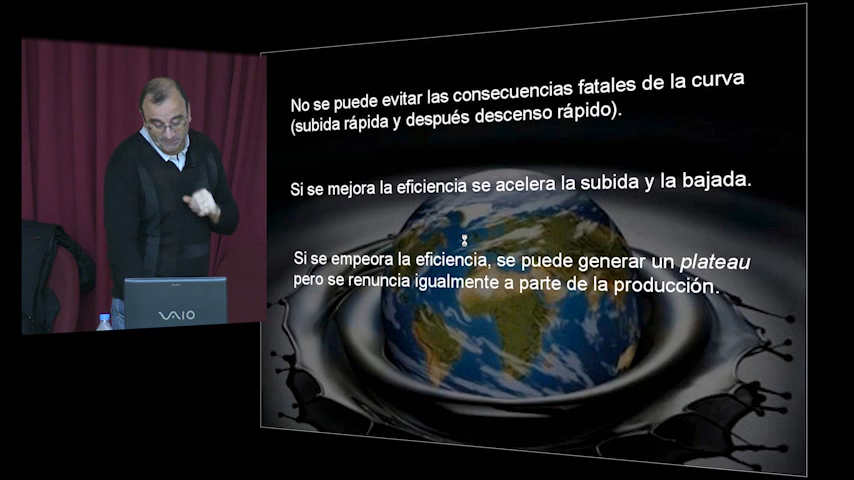 No se puede evitar las consecuencias fatales de la curva
(subida rápida y después descenso rápido).
Si se mejora la eficiencia se acelera la subida y la bajada.
Si se empeora la eficiencia, se puede generar un plateau
pero se renuncia igualmente a parte de la producción.
VAIO